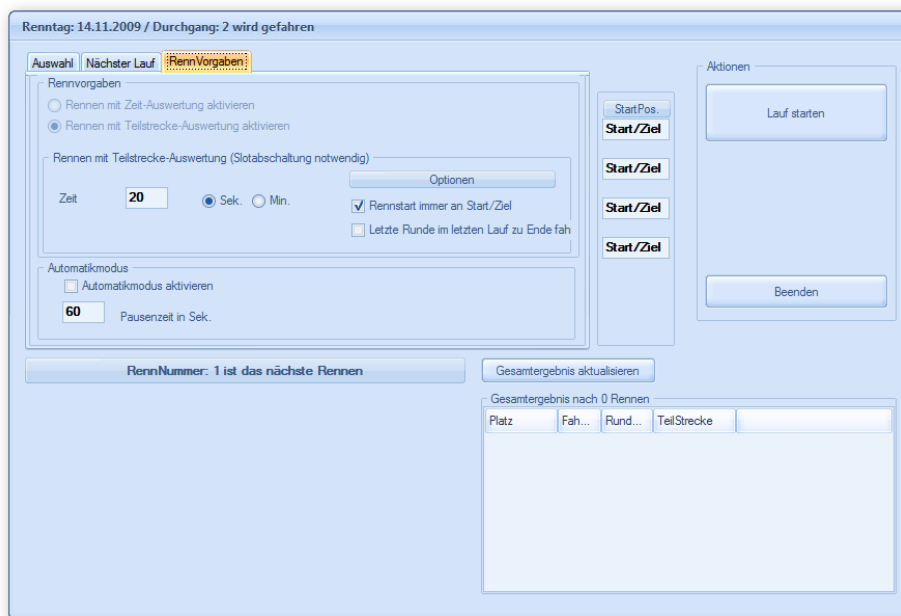 Renntag: 14.11.2009 / Durchgang: 2 wird gefahren
Auswahl Nächster Lauf RennVorgaben
Rennvorgaben
Rennen mit Zeit-Auswertung aktivieren
Rennen mit Teilstrecke-Auswertung aktivieren
Rennen mit Teilstrecke-Auswertung (Slotabschaltung notwendig)
Zeit 20 Sek. Min.
Optionen
Rennstart immer an Start/Ziel
Letzte Runde im letzten Lauf zu Ende fah
Automatikmodus
Automatikmodus aktivieren
60 Pausenzeit in Sek.
StartPos.
Start/Ziel
Start/Ziel
Start/Ziel
Start/Ziel
Aktionen
Lauf starten
Beenden
RennNummer: 1 ist das nächste Rennen
Gesamtergebnis aktualisieren
Gesamtergebnis nach 0 Rennen
Platz Fah... Rund... TeilStrecke